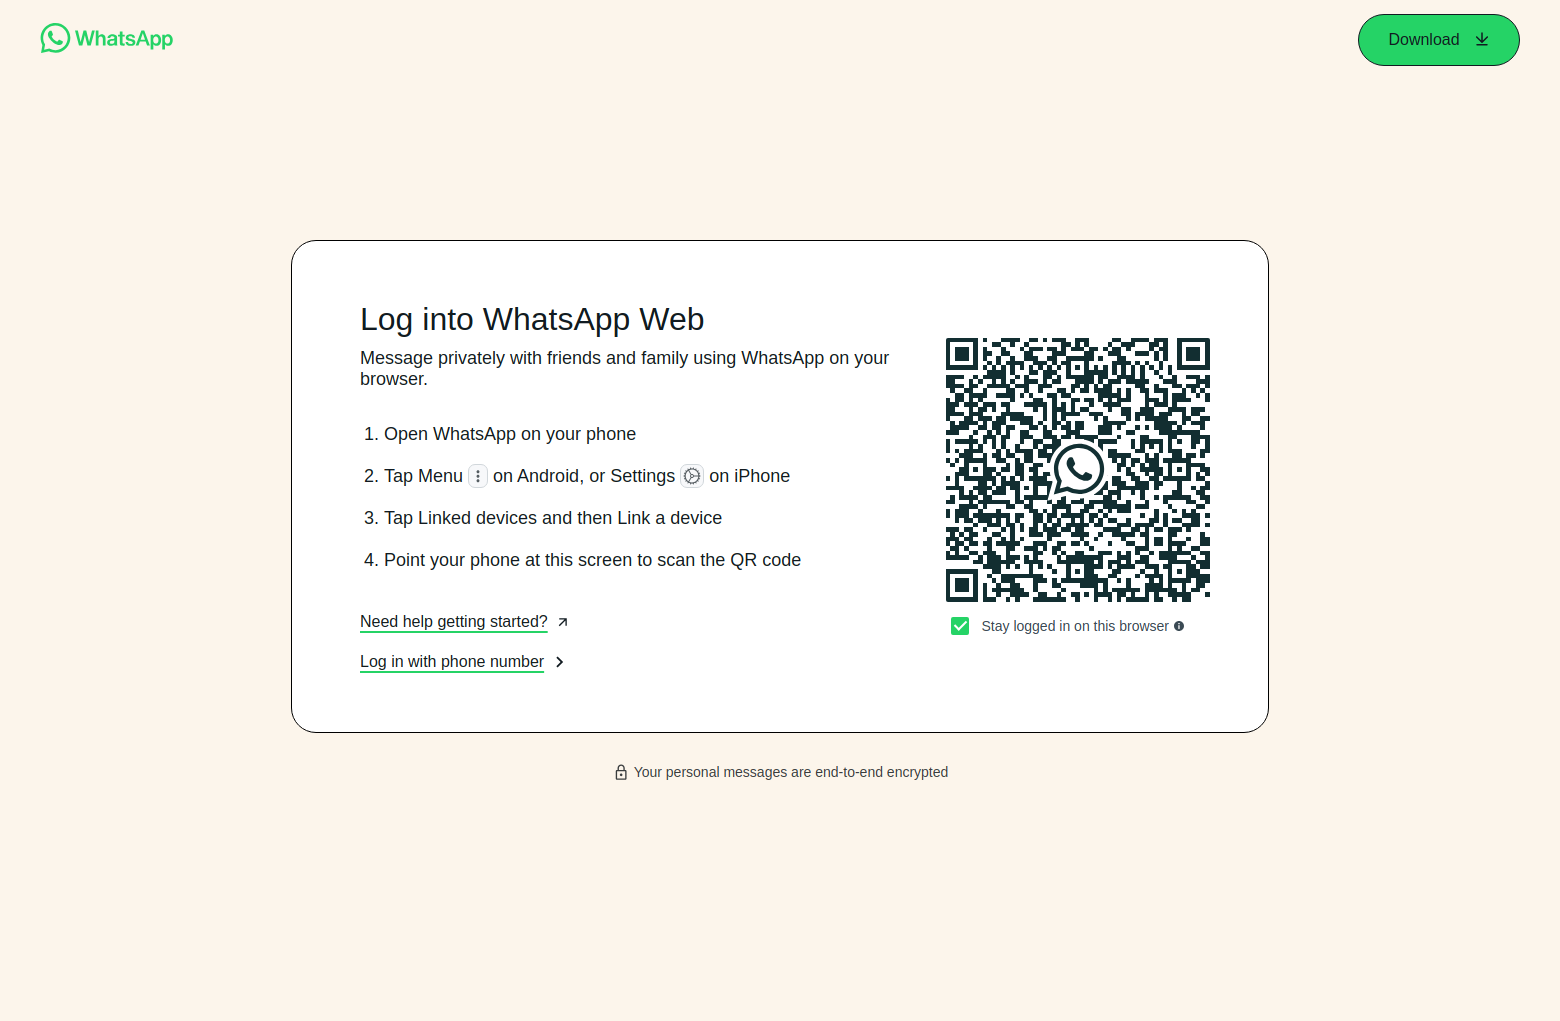 WhatsApp
Download
Log into WhatsApp Web
Message privately with friends and family using WhatsApp on your
browser.
1. Open WhatsApp on your phone
2. Tap Menu on Android, or Settings on iPhone
3. Tap Linked devices and then Link a device
4. Point your phone at this screen to scan the QR code
Need help getting started?
Log in with phone number
Stay logged in on this browser
Your personal messages are end-to-end encrypted